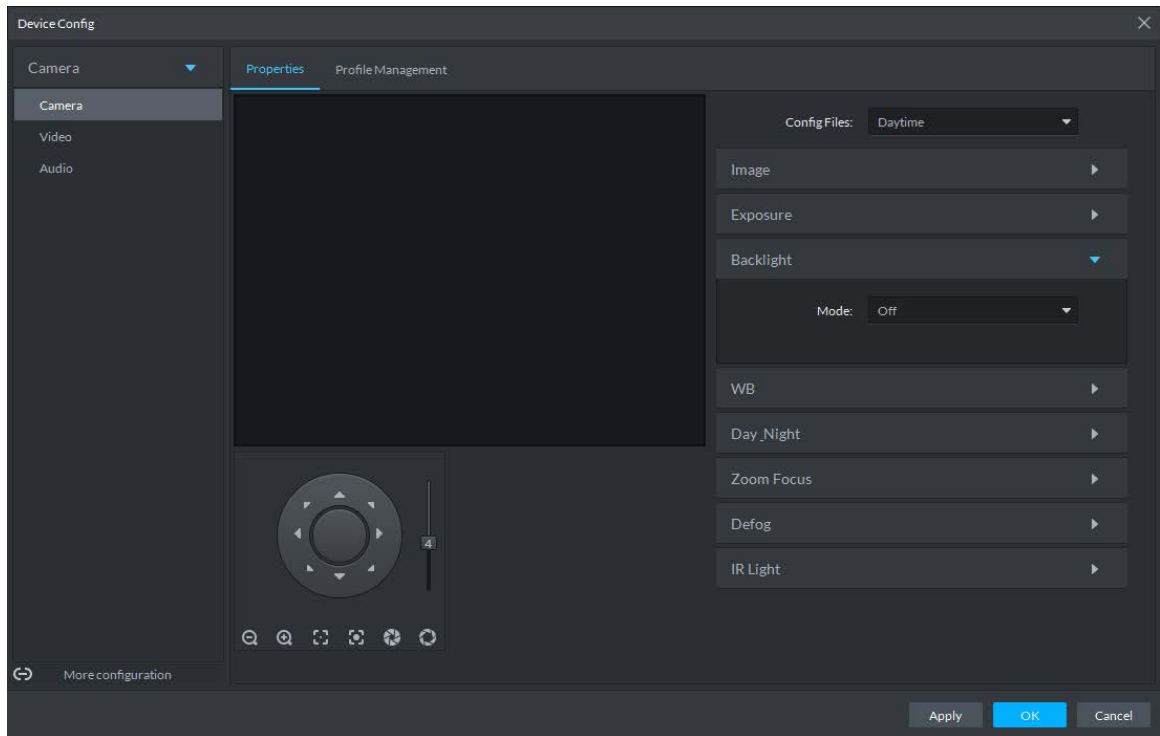 Device Config
Camera
Properties
Profile Management
Camera
Video
Audio
Config Files:
Daytime
Image
Exposure
Backlight
Mode:
Off
WB
Day_Night
Zoom Focus
Defog
IR Light
4
More configuration
Apply
OK
Cancel